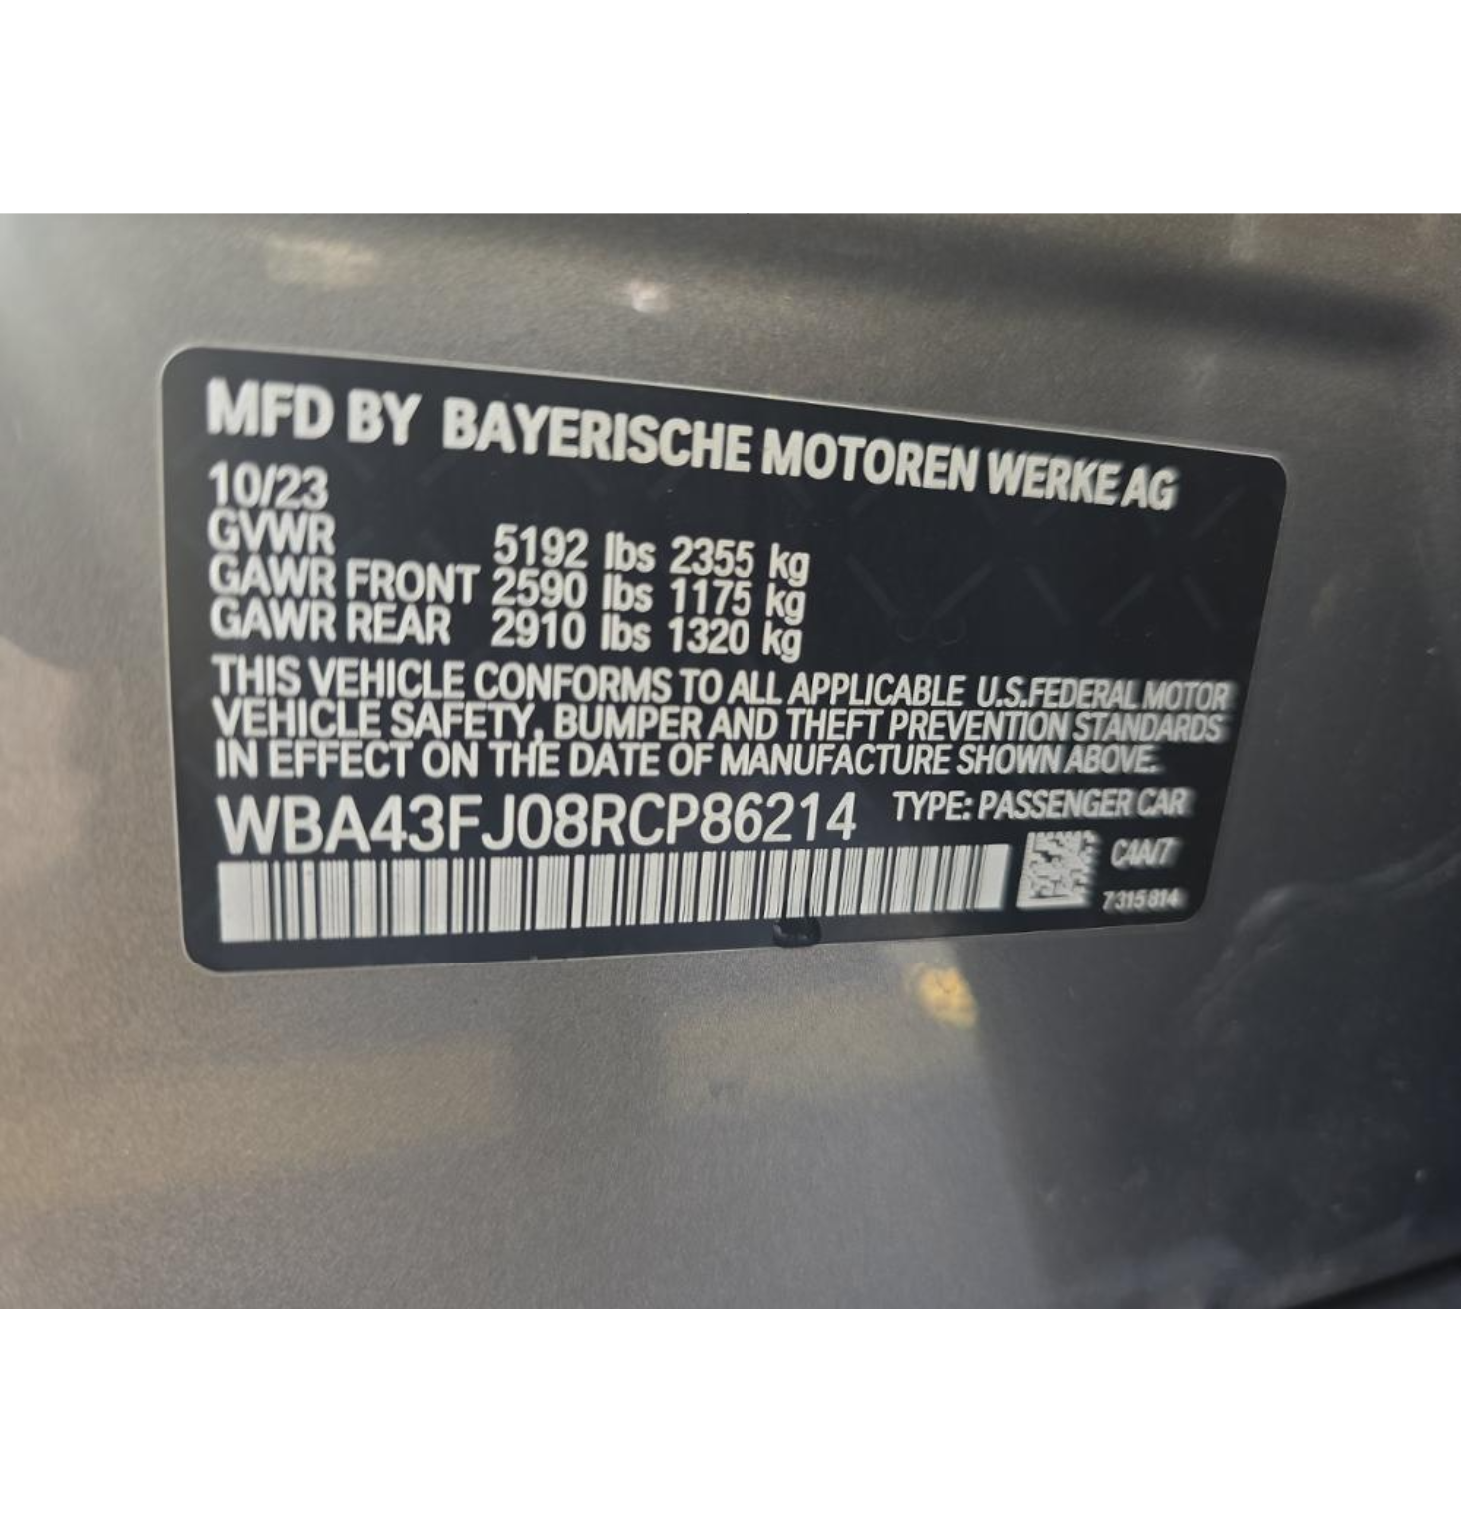 MFD BY BAYERISCHE MOTOREN WERKE AG
10/23
GVWR 5192 lbs 2355 kg
GAWR FRONT 2590 lbs 1175 kg
GAWR REAR 2910 lbs 1320 kg
THIS VEHICLE CONFORMS TO ALL APPLICABLE U.S.FEDERAL MOTOR
VEHICLE SAFETY, BUMPER AND THEFT PREVENTION STANDARDS
IN EFFECT ON THE DATE OF MANUFACTURE SHOWN ABOVE.
WBA43FJ08RCP86214 TYPE: PASSENGER CAR
7315814